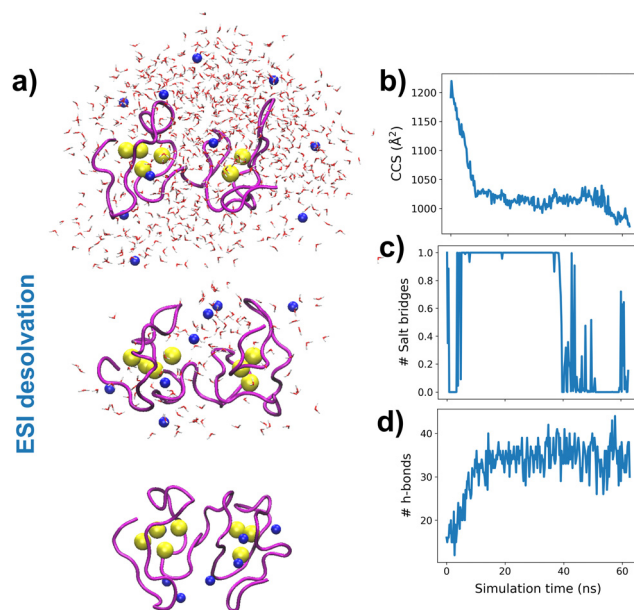 a)
ESI desolvation
b)
1200
1150
1100
1050
1000
CCS (Å²)
c)
1.0
0.8
0.6
0.4
0.2
0.0
# Salt bridges
d)
40
30
20
# h-bonds
0
20
40
60
Simulation time (ns)